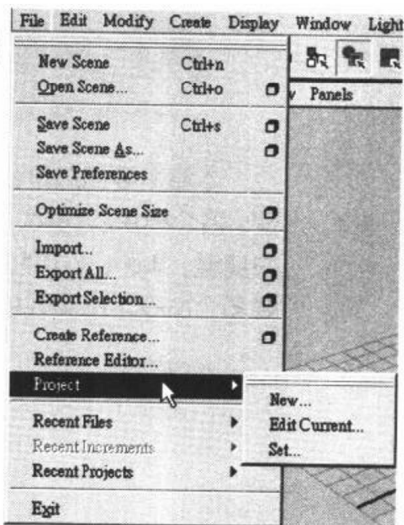 File Edit Modify Create Display Window Light
New Scene Ctrl+n
Open Scene... Ctrl+o
Panels
Save Scene Ctrl+s
Save Scene As...
Save Preferences
Optimize Scene Size
Import...
Export All...
Export Selection...
Create Reference...
Reference Editor...
Project
New...
Recent Files
Edit Current...
Recent Increments
Set...
Recent Projects
Exit